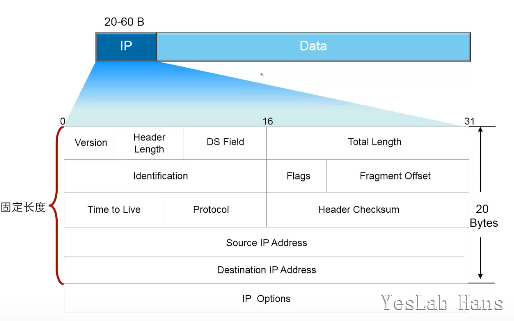 20-60 B
IP
Data
0
16
31
Version
Header
Length
DS Field
Total Length
Identification
Flags
Fragment Offset
固定长度
Time to Live
Protocol
Header Checksum
20
Bytes
Source IP Address
Destination IP Address
IP Options
YesLab Hans